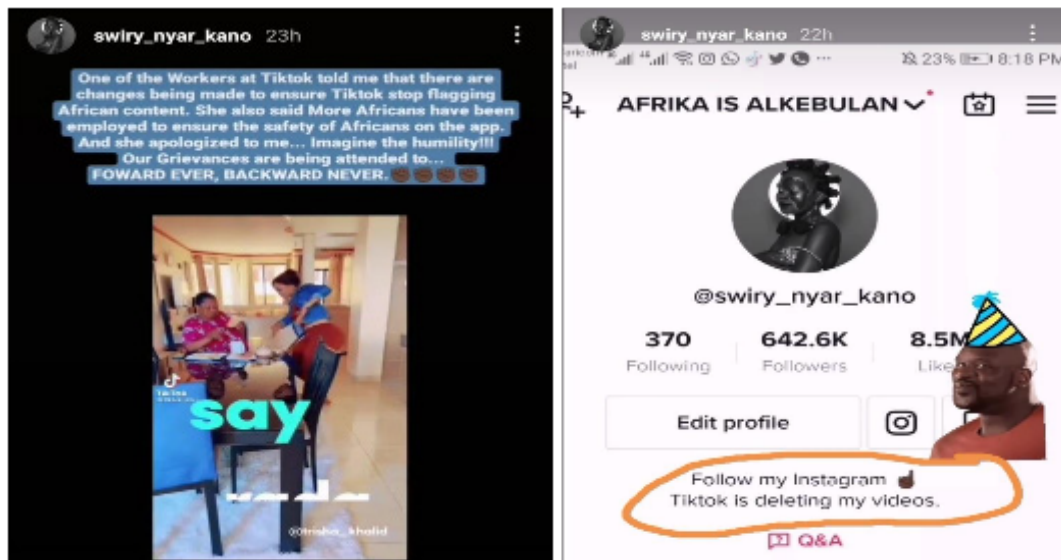 swiry_nyar_kano 23h
One of the Workers at Tiktok told me that there are
changes being made to ensure Tiktok stop flagging
African content. She also said More Africans have been
employed to ensure the safety of Africans on the app.
And she apologized to me... Imagine the humility!!!
Our Grievances are being attended to...
FOWARD EVER, BACKWARD NEVER.✊🏿✊🏿✊🏿✊🏿
say
@trisha_khalid
swiry_nyar_kano 22h
23% 8:18 PM
AFRIKA IS ALKEBULAN
@swiry_nyar_kano
370 642.6K 8.5M
Following Followers Like
Edit profile
Follow my Instagram ☝🏿
Tiktok is deleting my videos.
Q&A